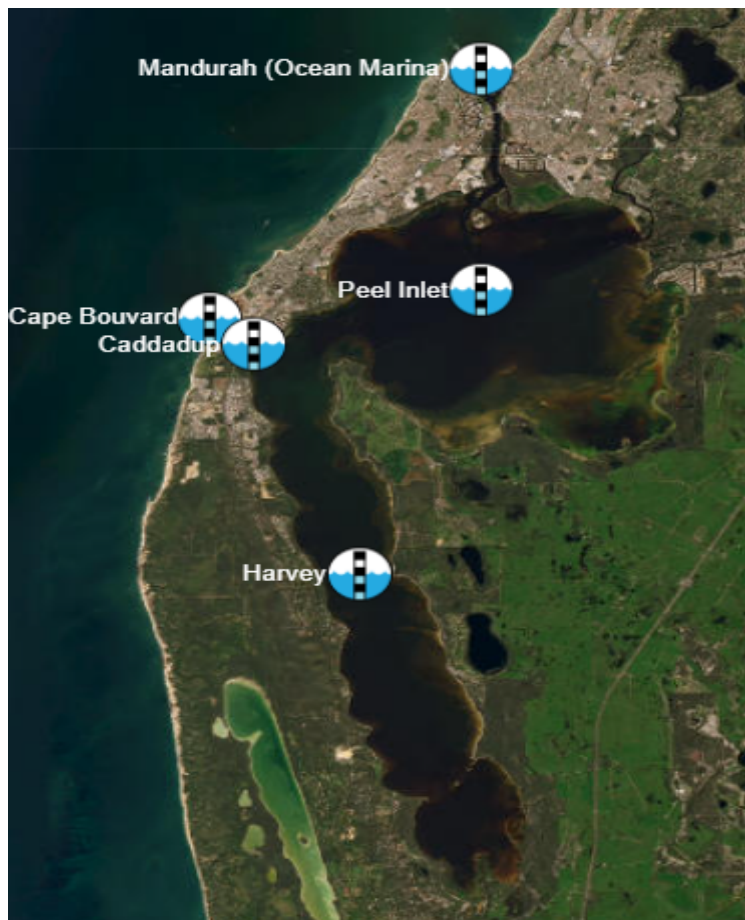 Mandurah (Ocean Marina)
Peel Inlet
Cape Bouvard
Caddadup
Harvey